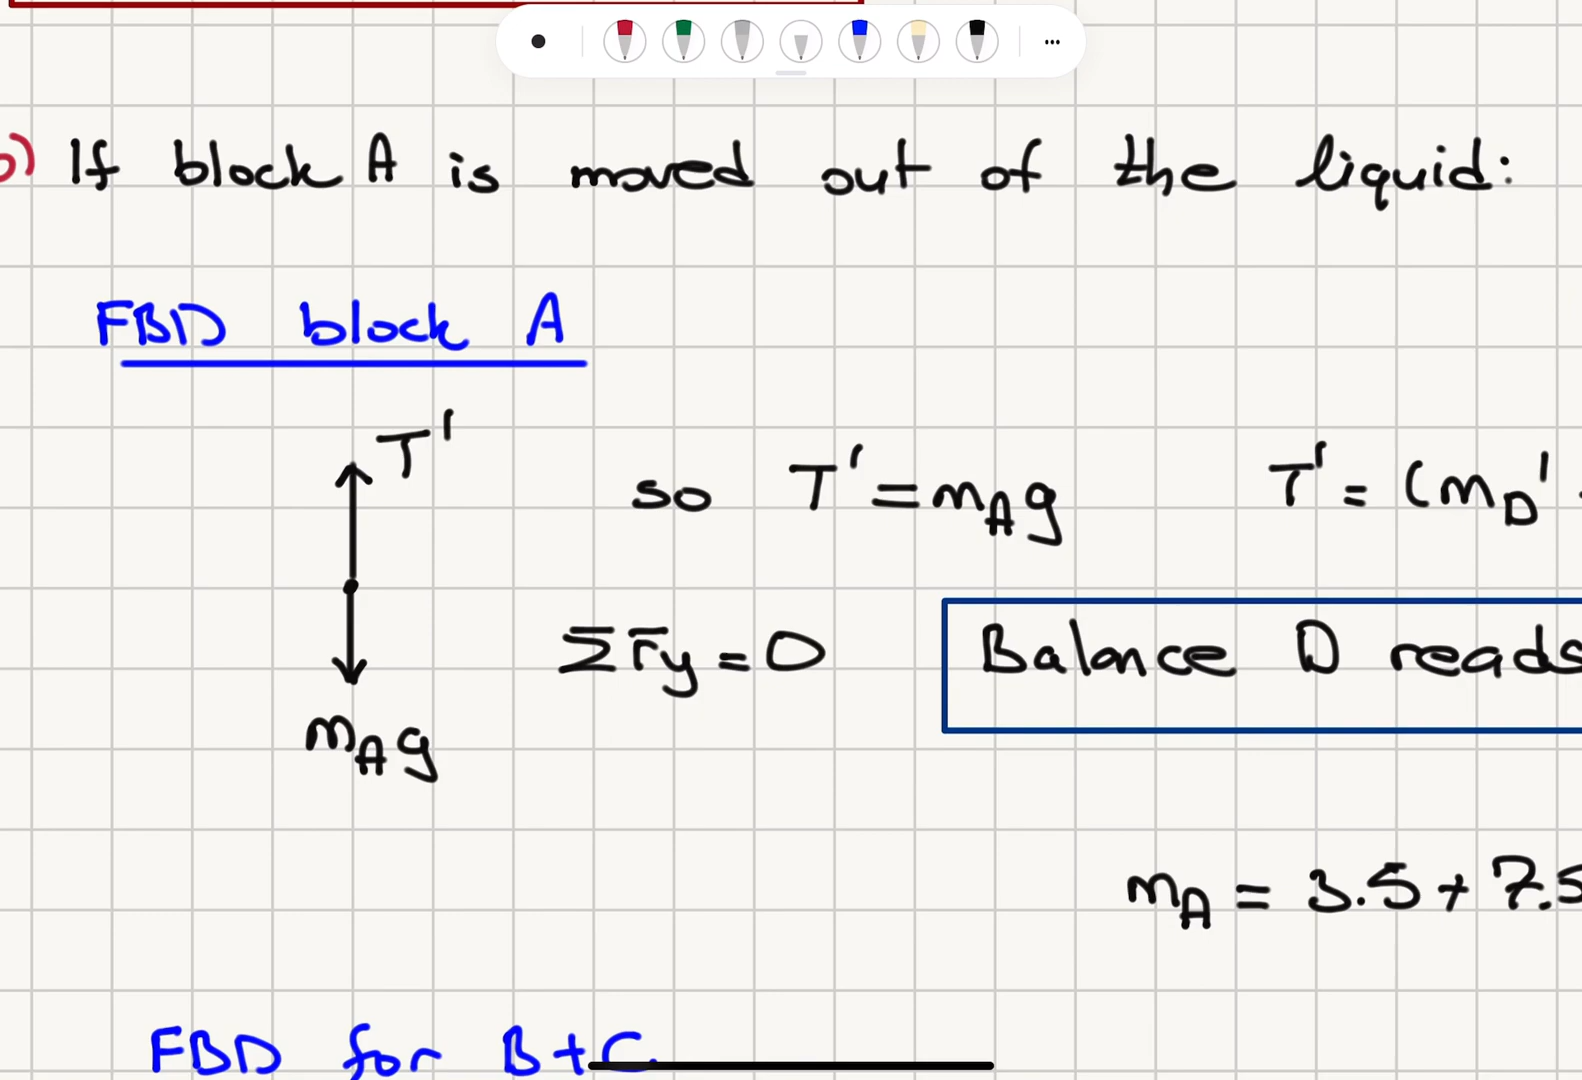 b) If block A is moved out of the liquid:
FBD block A
T'
so T' = mAg
T' = (mD'
ΣFy = 0
Balance D reads
mAg
mA = 3.5 + 7.5
FBD for B+C